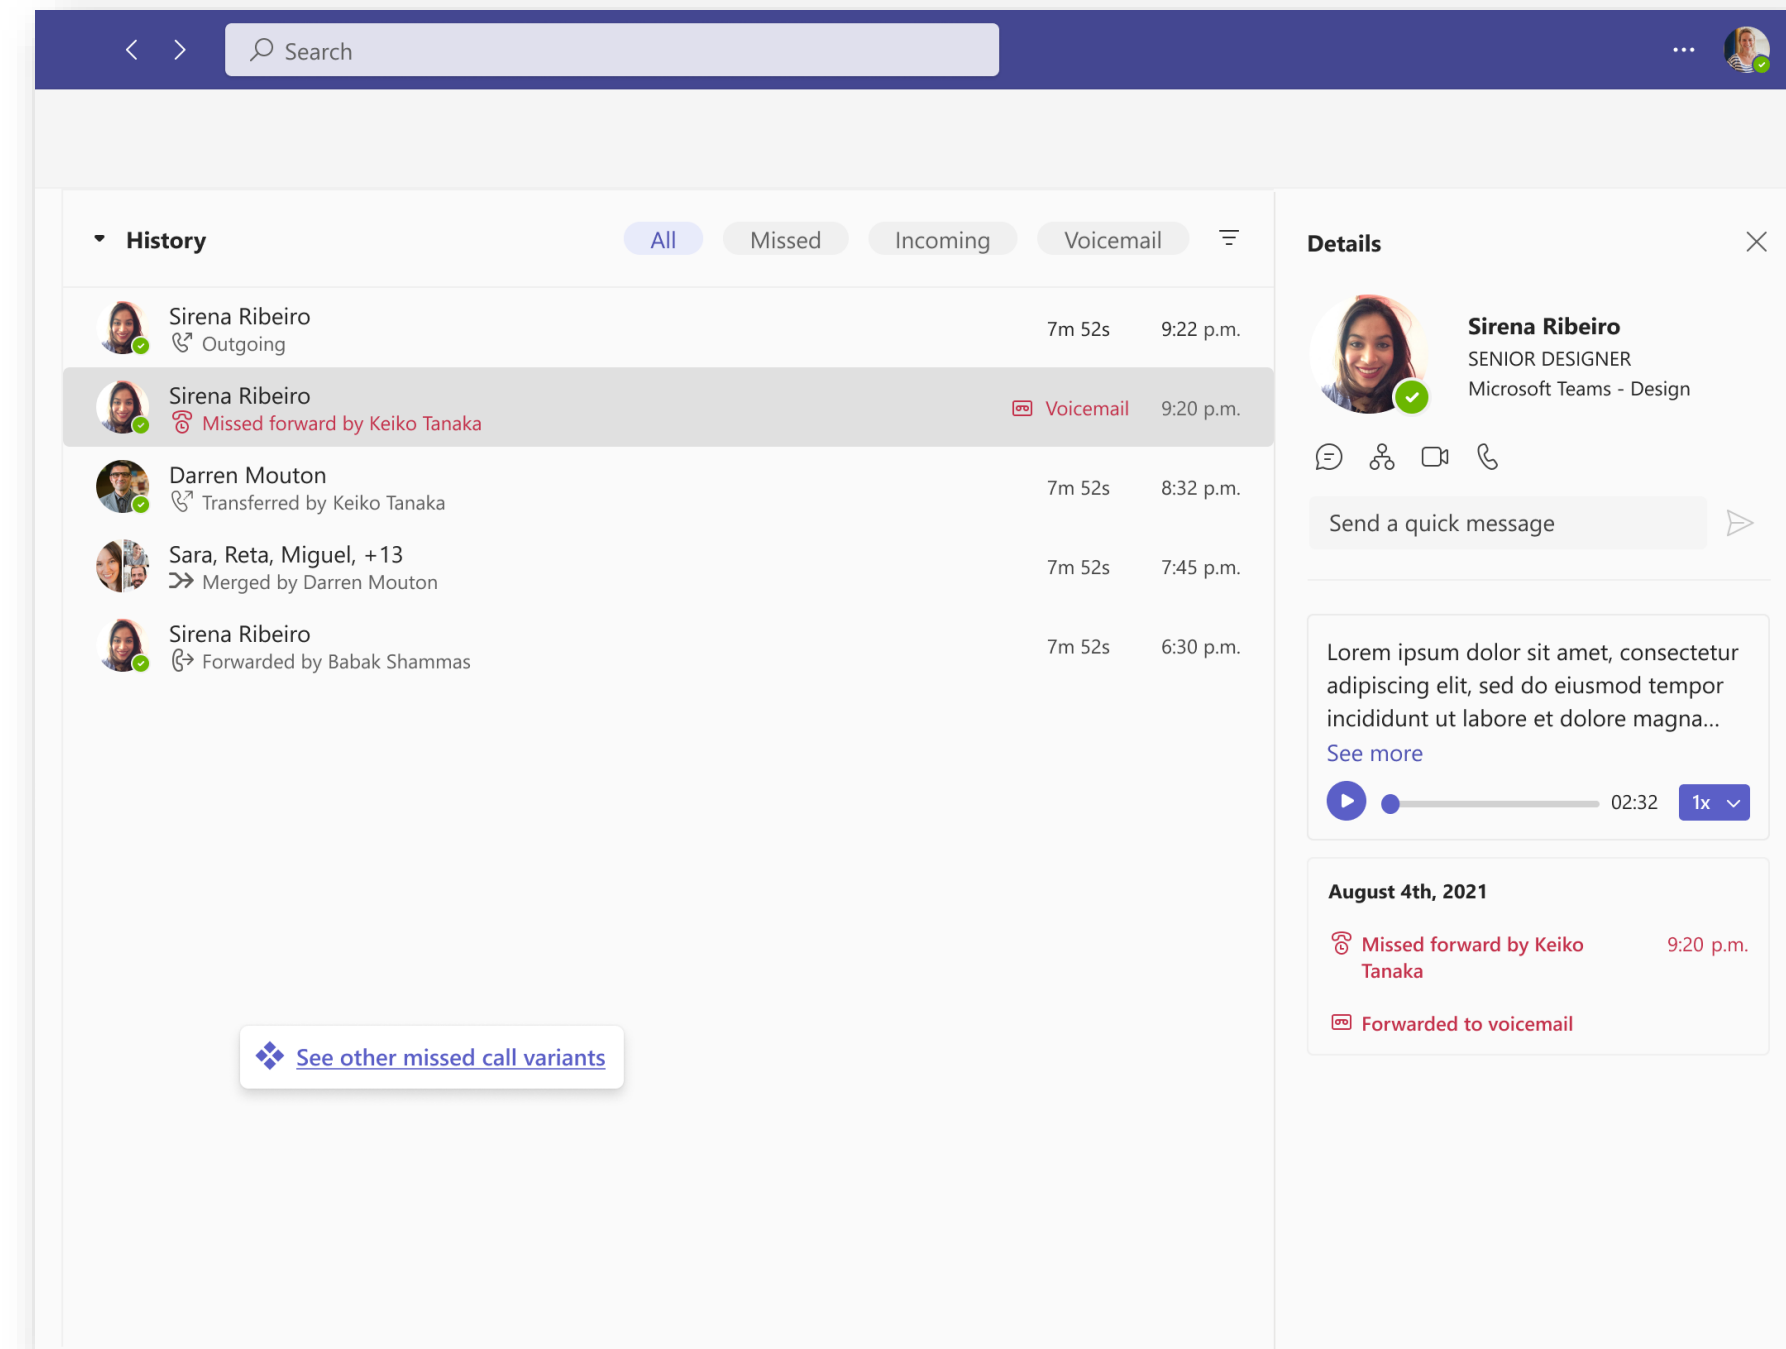 Search
History
All Missed Incoming Voicemail
Sirena Ribeiro
Outgoing
7m 52s 9:22 p.m.
Sirena Ribeiro
Missed forward by Keiko Tanaka
Voicemail 9:20 p.m.
Darren Mouton
Transferred by Keiko Tanaka
7m 52s 8:32 p.m.
Sara, Reta, Miguel, +13
Merged by Darren Mouton
7m 52s 7:45 p.m.
Sirena Ribeiro
Forwarded by Babak Shammas
7m 52s 6:30 p.m.
See other missed call variants
Details
Sirena Ribeiro
SENIOR DESIGNER
Microsoft Teams - Design
Send a quick message
Lorem ipsum dolor sit amet, consectetur
adipiscing elit, sed do eiusmod tempor
incididunt ut labore et dolore magna...
See more
02:32 1x
August 4th, 2021
Missed forward by Keiko 9:20 p.m.
Tanaka
Forwarded to voicemail